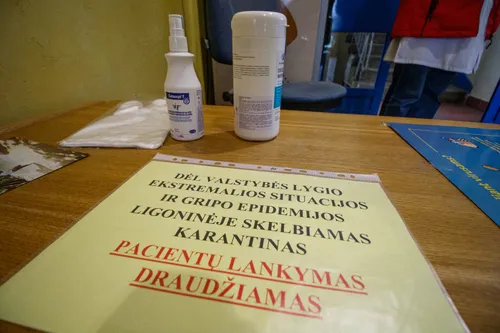 DĖL VALSTYBĖS LYGIO
EKSTREMALIOS SITUACIJOS
IR GRIPO EPIDEMIJOS
LIGONINĖJE SKELBIAMAS
KARANTINAS
PACIENTŲ LANKYMAS
DRAUDŽIAMAS